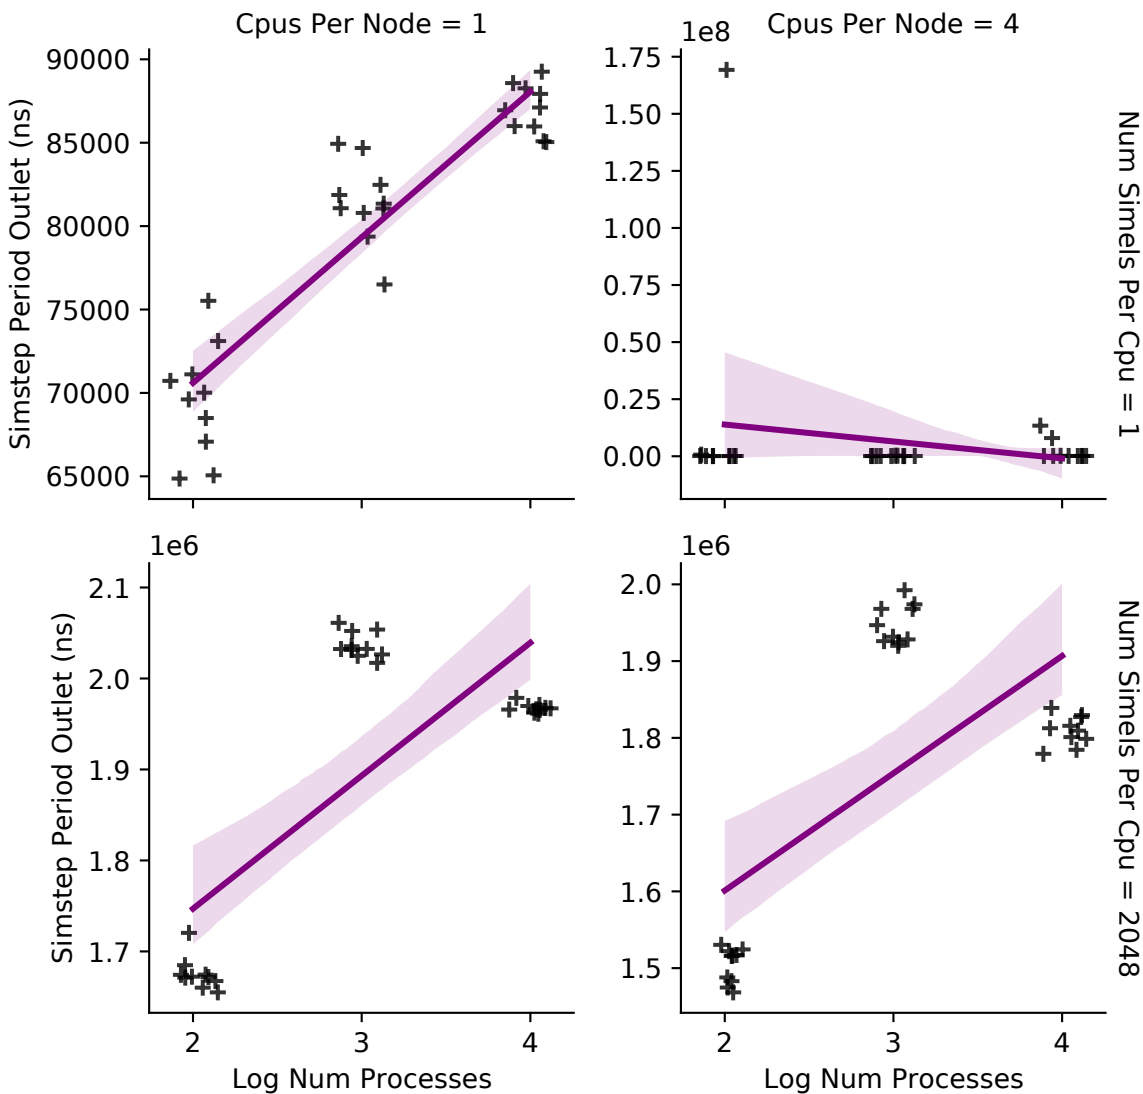 Cpus Per Node = 1
Cpus Per Node = 4
1e8
90000
85000
80000
75000
70000
65000
Simstep Period Outlet (ns)
1.75
1.50
1.25
1.00
0.75
0.50
0.25
0.00
Num Simels Per Cpu = 1
1e6
2.1
2.0
1.9
1.8
1.7
Simstep Period Outlet (ns)
2
3
4
Log Num Processes
1e6
2.0
1.9
1.8
1.7
1.6
1.5
2
3
4
Log Num Processes
Num Simels Per Cpu = 2048